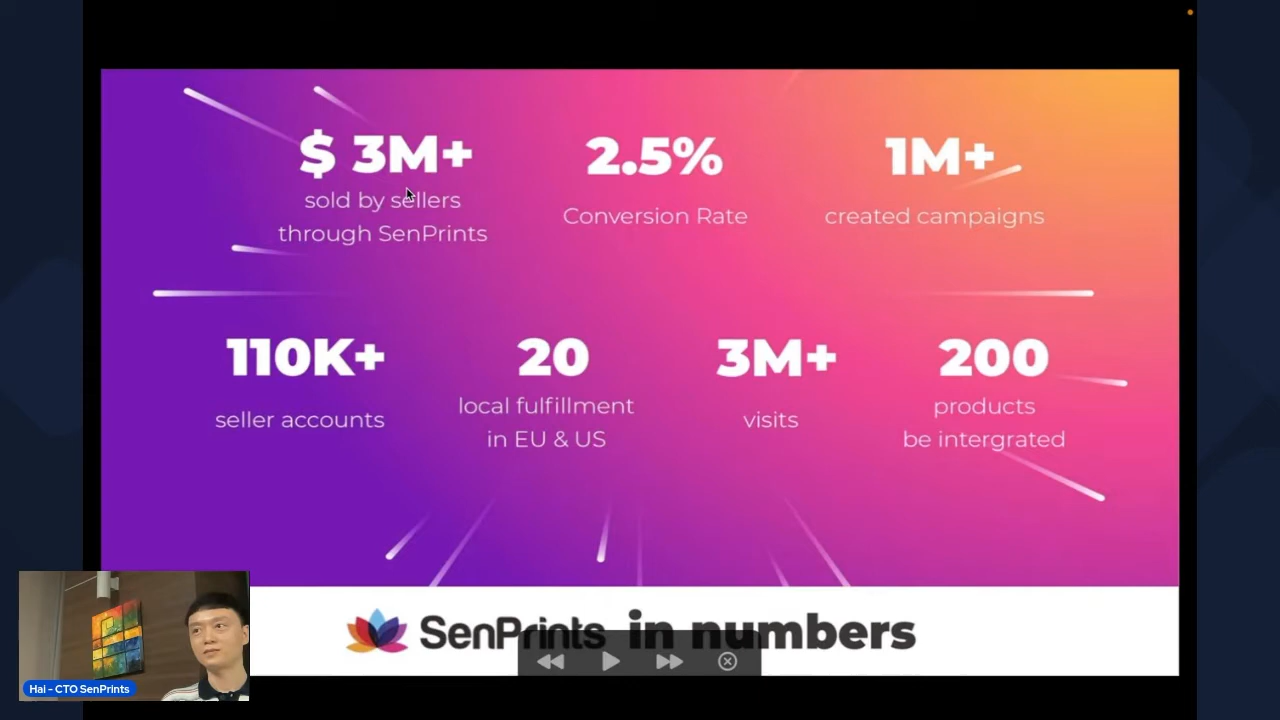 $ 3M+
sold by sellers
through SenPrints
2.5%
Conversion Rate
1M+
created campaigns
110K+
seller accounts
20
local fulfillment
in EU & US
3M+
visits
200
products
be intergrated
SenPrints in numbers
Hai - CTO SenPrints